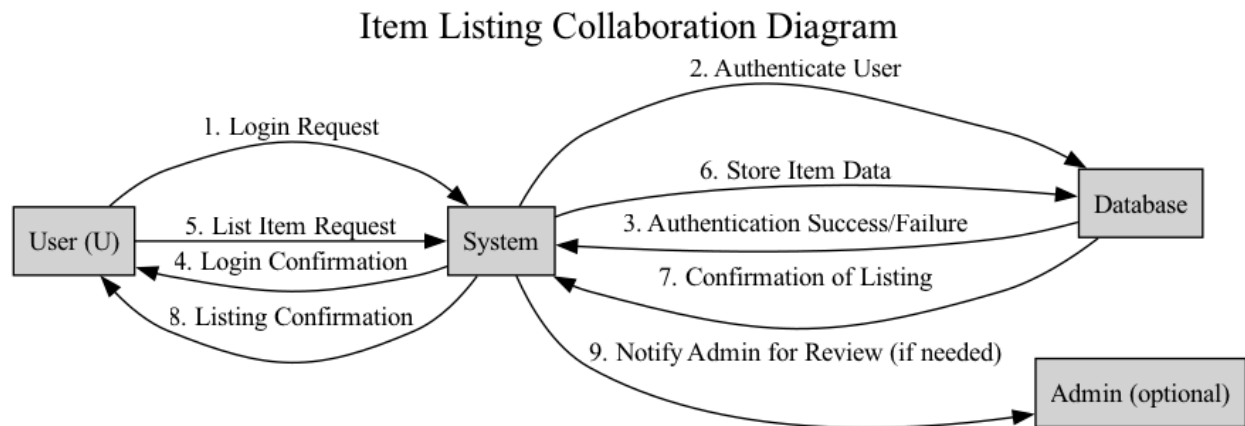 Item Listing Collaboration Diagram
2. Authenticate User
1. Login Request
6. Store Item Data
Database
5. List Item Request
3. Authentication Success/Failure
User (U)
System
4. Login Confirmation
7. Confirmation of Listing
8. Listing Confirmation
9. Notify Admin for Review (if needed)
Admin (optional)